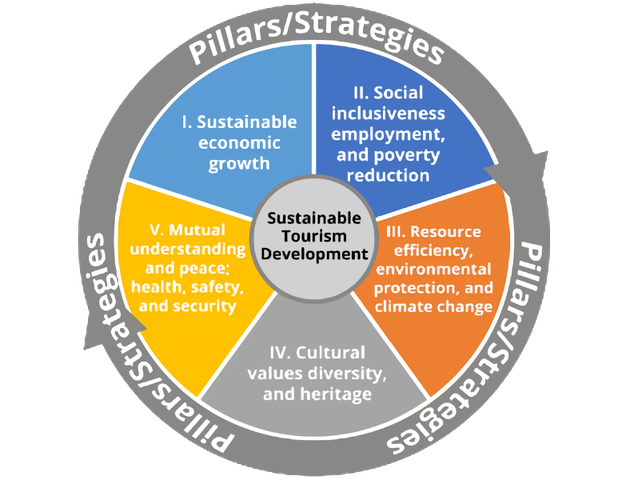 Pillars/Strategies
I. Sustainable
economic
growth
II. Social
inclusiveness
employment,
and poverty
reduction
Sustainable
Tourism
Development
III. Resource
efficiency,
environmental
protection, and
climate change
IV. Cultural
values diversity,
and heritage
V. Mutual
understanding
and peace;
health, safety,
and security
Pillars/Strategies
Pillars/Strategies